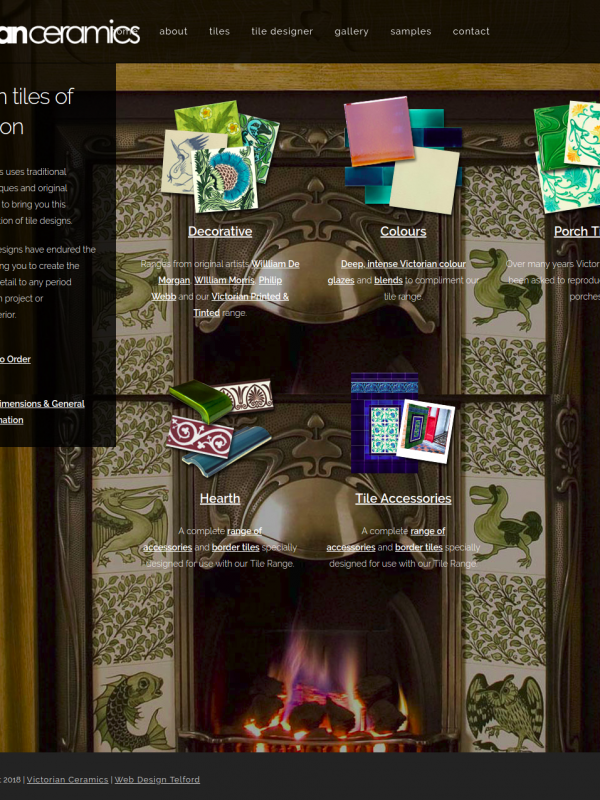 an ceramics
about
tiles
tile designer
gallery
samples
contact
tiles of
on
s uses traditional
ques and original
to bring you this
tion of tile designs.
esigns have endured the
ng you to create the
etail to any period
n project or
erior.
o Order
imensions & General
mation
Decorative
Ranges from original artists William De
Morgan, William Morris, Philip
Webb and our Victorian Printed &
Tinted range.
Colours
Deep, intense Victorian colour
glazes and blends to compliment our
tile range.
Porch T
Over many years Victor
been asked to reprodu
porches
Hearth
A complete range of
accessories and border tiles specially
designed for use with our Tile Range.
Tile Accessories
A complete range of
accessories and border tiles specially
designed for use with our Tile Range.
2018 | Victorian Ceramics | Web Design Telford